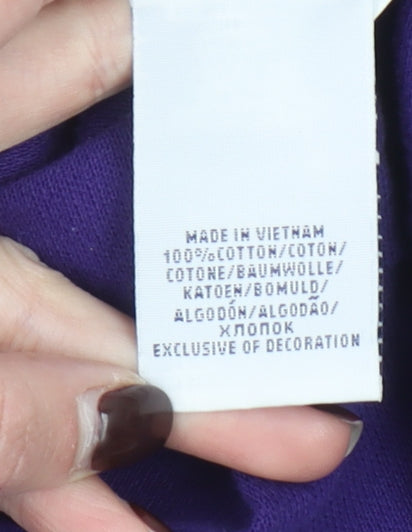 MADE IN VIETNAM
100%COTTON/COTON/
COTONE/BAUMWOLLE/
KATOEN/BOMULD/
ALGODÓN/ALGODÃO/
ХЛОПОК
EXCLUSIVE OF DECORATION